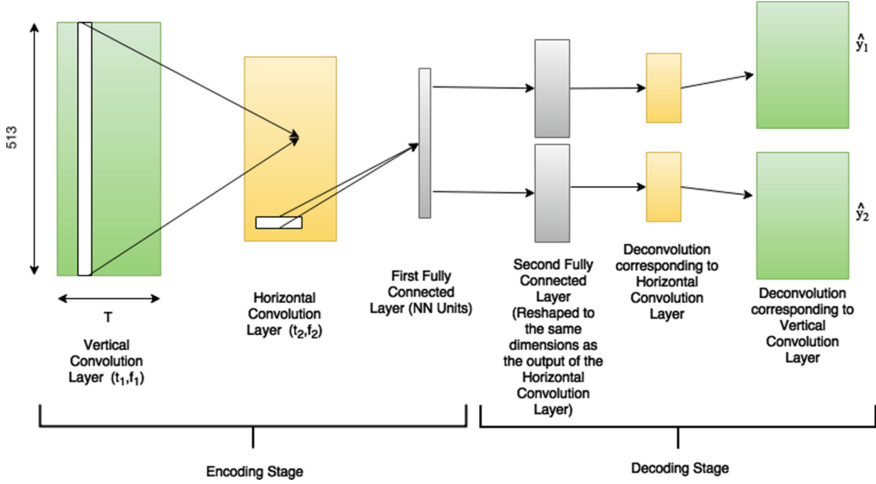 513
T
Vertical
Convolution
Layer (t₁,f₁)
Horizontal
Convolution
Layer (t₂,f₂)
First Fully
Connected
Layer (NN Units)
Second Fully
Connected
Layer
(Reshaped to
the same
dimensions as
the output of the
Horizontal
Convolution
Layer)
Deconvolution
corresponding to
Horizontal
Convolution
Layer
ŷ₁
ŷ₂
Deconvolution
corresponding to
Vertical
Convolution
Layer
Encoding Stage
Decoding Stage